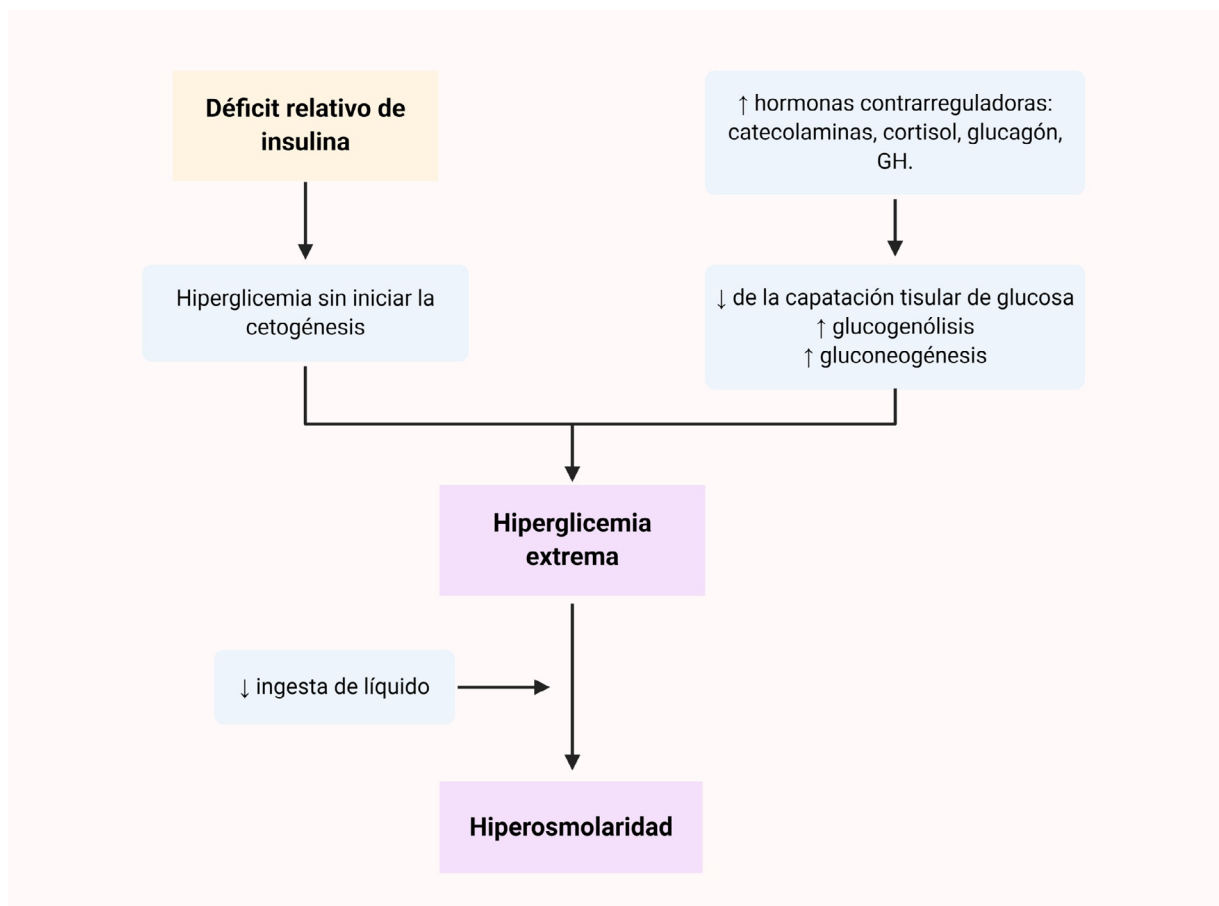 Déficit relativo de
insulina
↑ hormonas contrarreguladoras:
catecolaminas, cortisol, glucagón,
GH.
Hiperglicemia sin iniciar la
cetogénesis
↓ de la capatación tisular de glucosa
↑ glucogenólisis
↑ gluconeogénesis
Hiperglicemia
extrema
↓ ingesta de líquido
Hiperosmolaridad